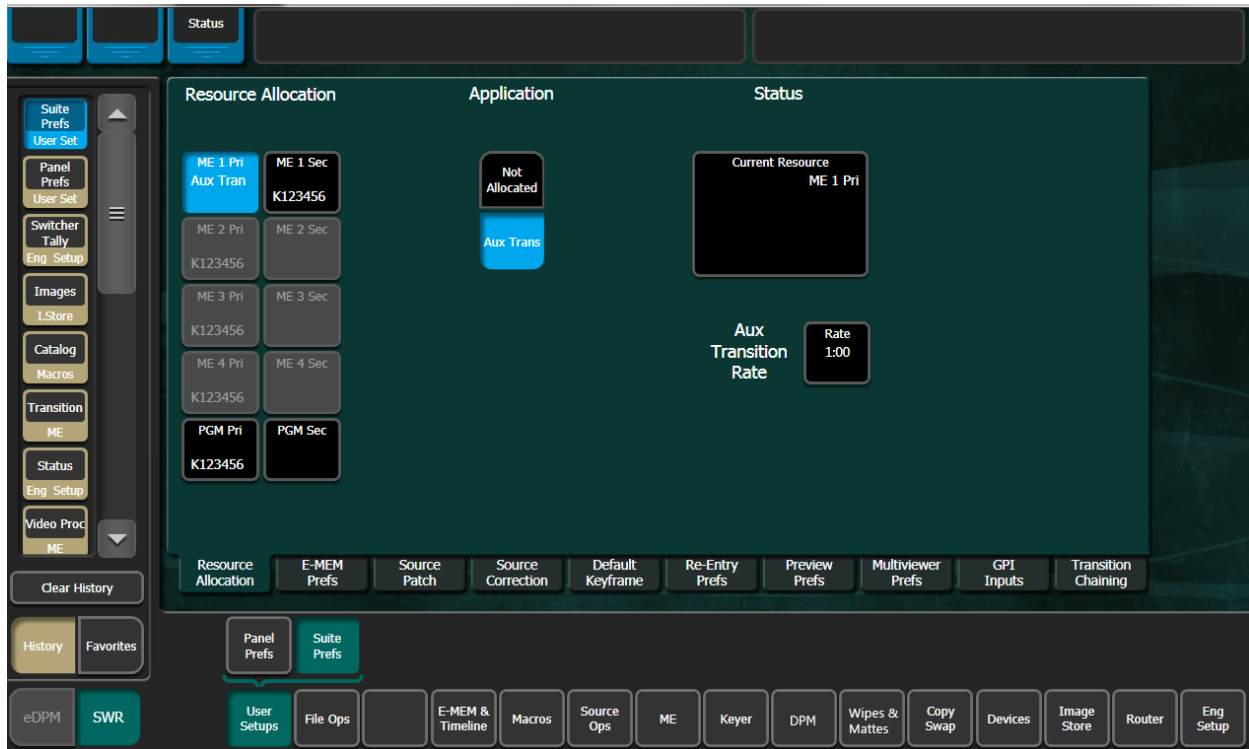 Status
Resource Allocation
Application
Status
Suite
Prefs
User Set
Panel
Prefs
User Set
Switcher
Tally
Eng Setup
Images
I.Store
Catalog
Macros
Transition
ME
Status
Eng Setup
Video Proc
ME
Clear History
History
Favorites
eDPM
SWR
ME 1 Pri
Aux Tran
ME 1 Sec
K123456
ME 2 Pri
K123456
ME 2 Sec
ME 3 Pri
K123456
ME 3 Sec
ME 4 Pri
K123456
ME 4 Sec
PGM Pri
K123456
PGM Sec
Not
Allocated
Aux Trans
Current Resource
ME 1 Pri
Aux
Transition
Rate
Rate
1:00
Resource
Allocation
E-MEM
Prefs
Source
Patch
Source
Correction
Default
Keyframe
Re-Entry
Prefs
Preview
Prefs
Multiviewer
Prefs
GPI
Inputs
Transition
Chaining
Panel
Prefs
Suite
Prefs
User
Setups
File Ops
E-MEM &
Timeline
Macros
Source
Ops
ME
Keyer
DPM
Wipes &
Mattes
Copy
Swap
Devices
Image
Store
Router
Eng
Setup